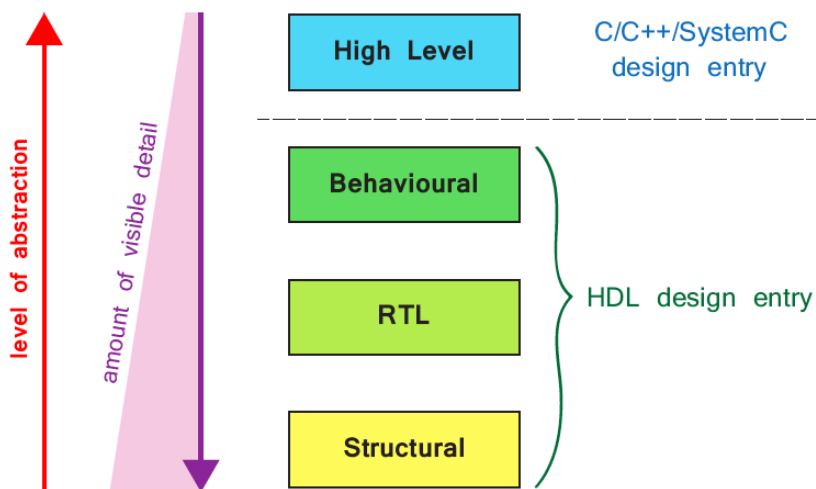 High Level
C/C++/SystemC
design entry
level of abstraction
amount of visible detail
Behavioural
RTL
HDL design entry
Structural